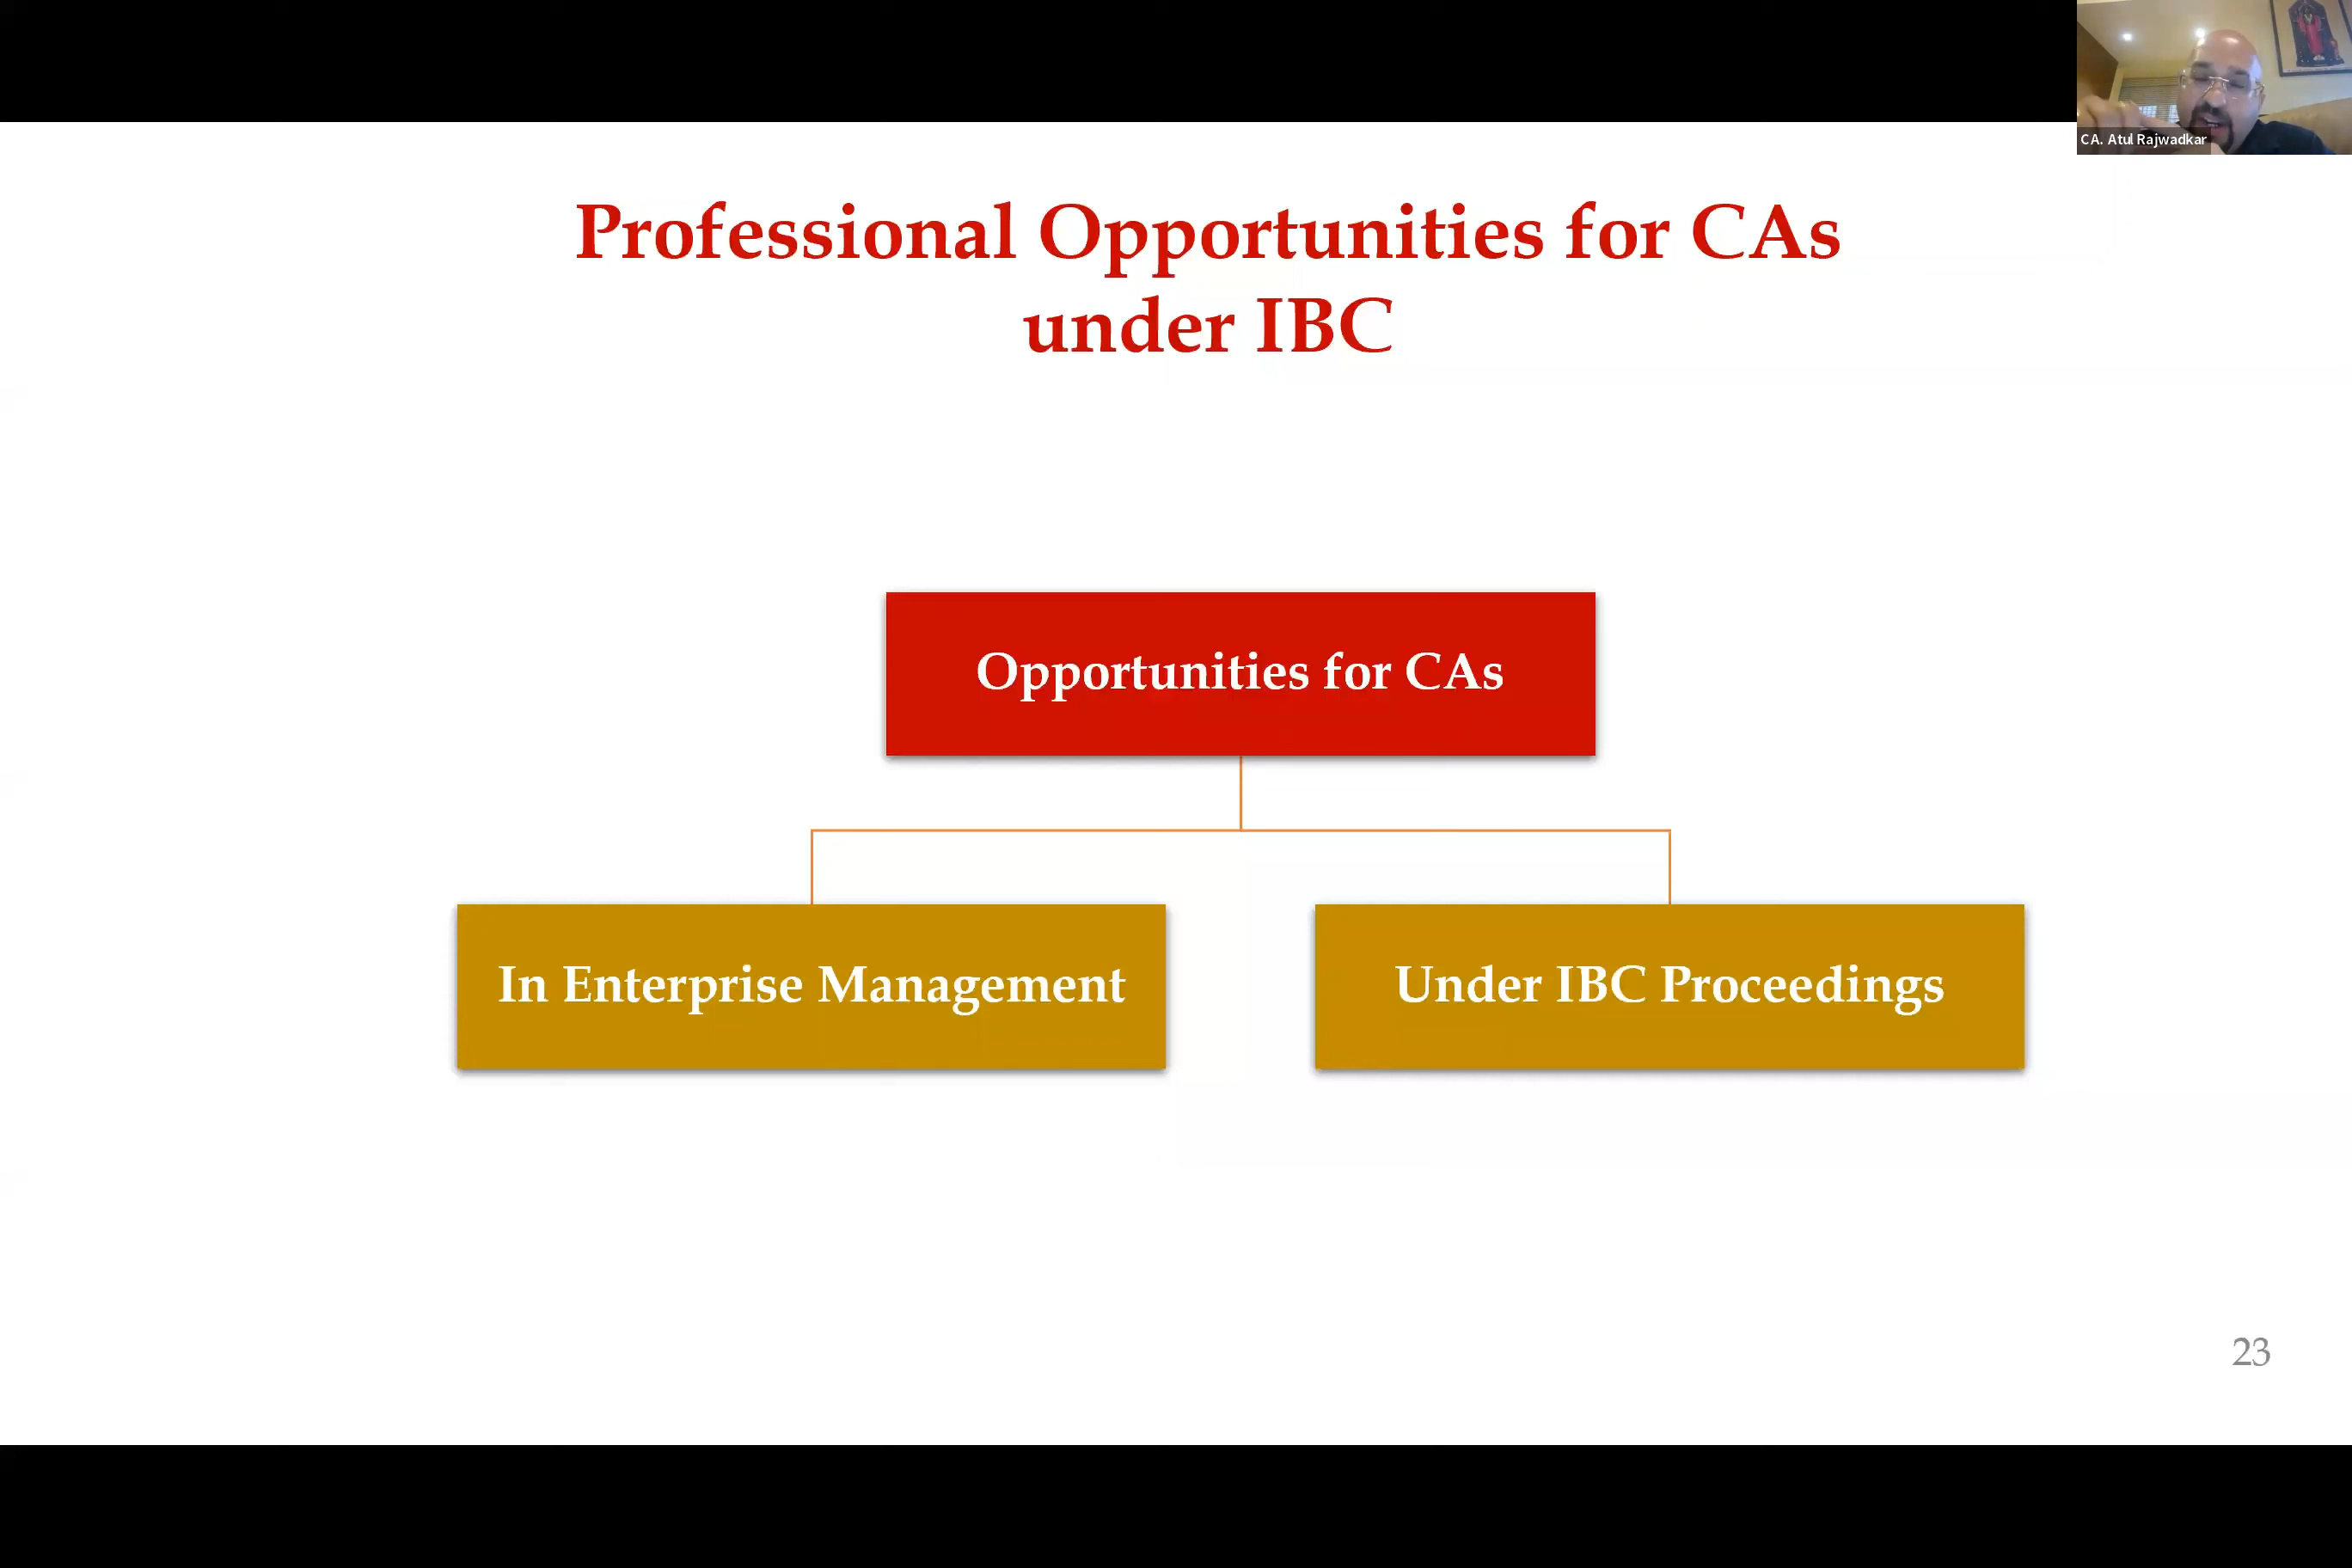 CA. Atul Rajwadkar
Professional Opportunities for CAs
under IBC
Opportunities for CAs
In Enterprise Management
Under IBC Proceedings
23